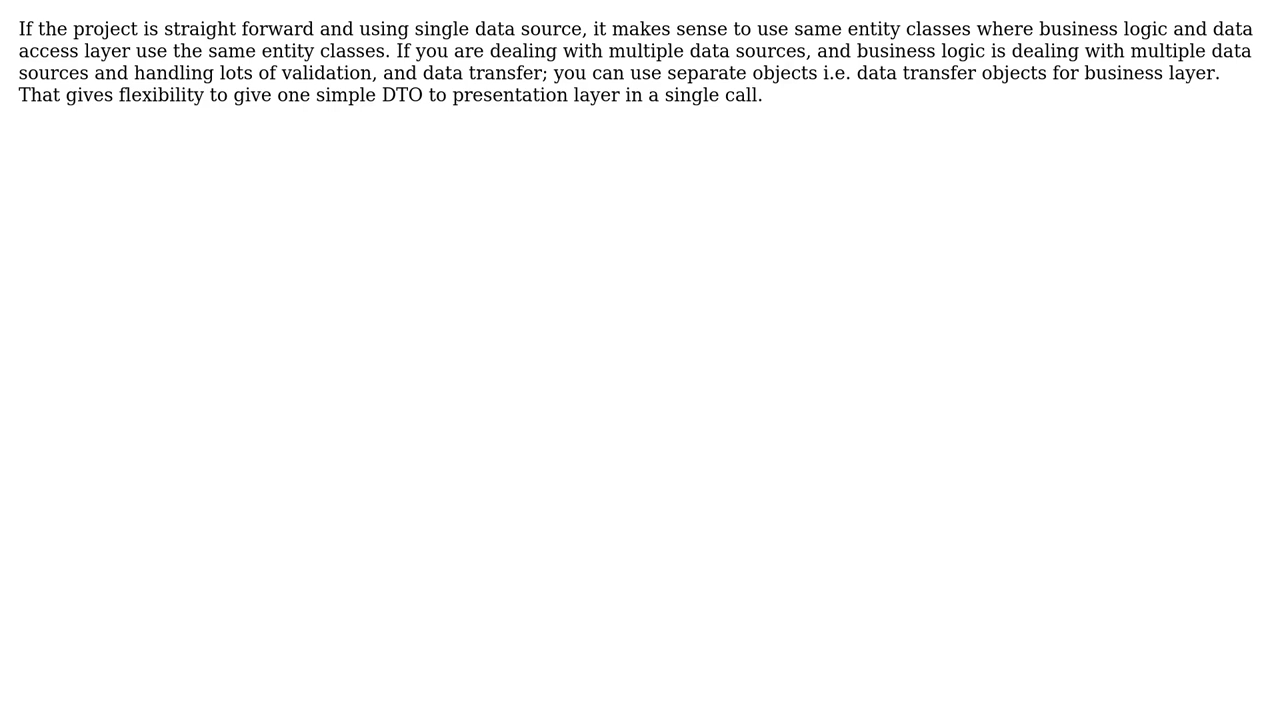 If the project is straight forward and using single data source, it makes sense to use same entity classes where business logic and data
access layer use the same entity classes. If you are dealing with multiple data sources, and business logic is dealing with multiple data
sources and handling lots of validation, and data transfer; you can use separate objects i.e. data transfer objects for business layer.
That gives flexibility to give one simple DTO to presentation layer in a single call.